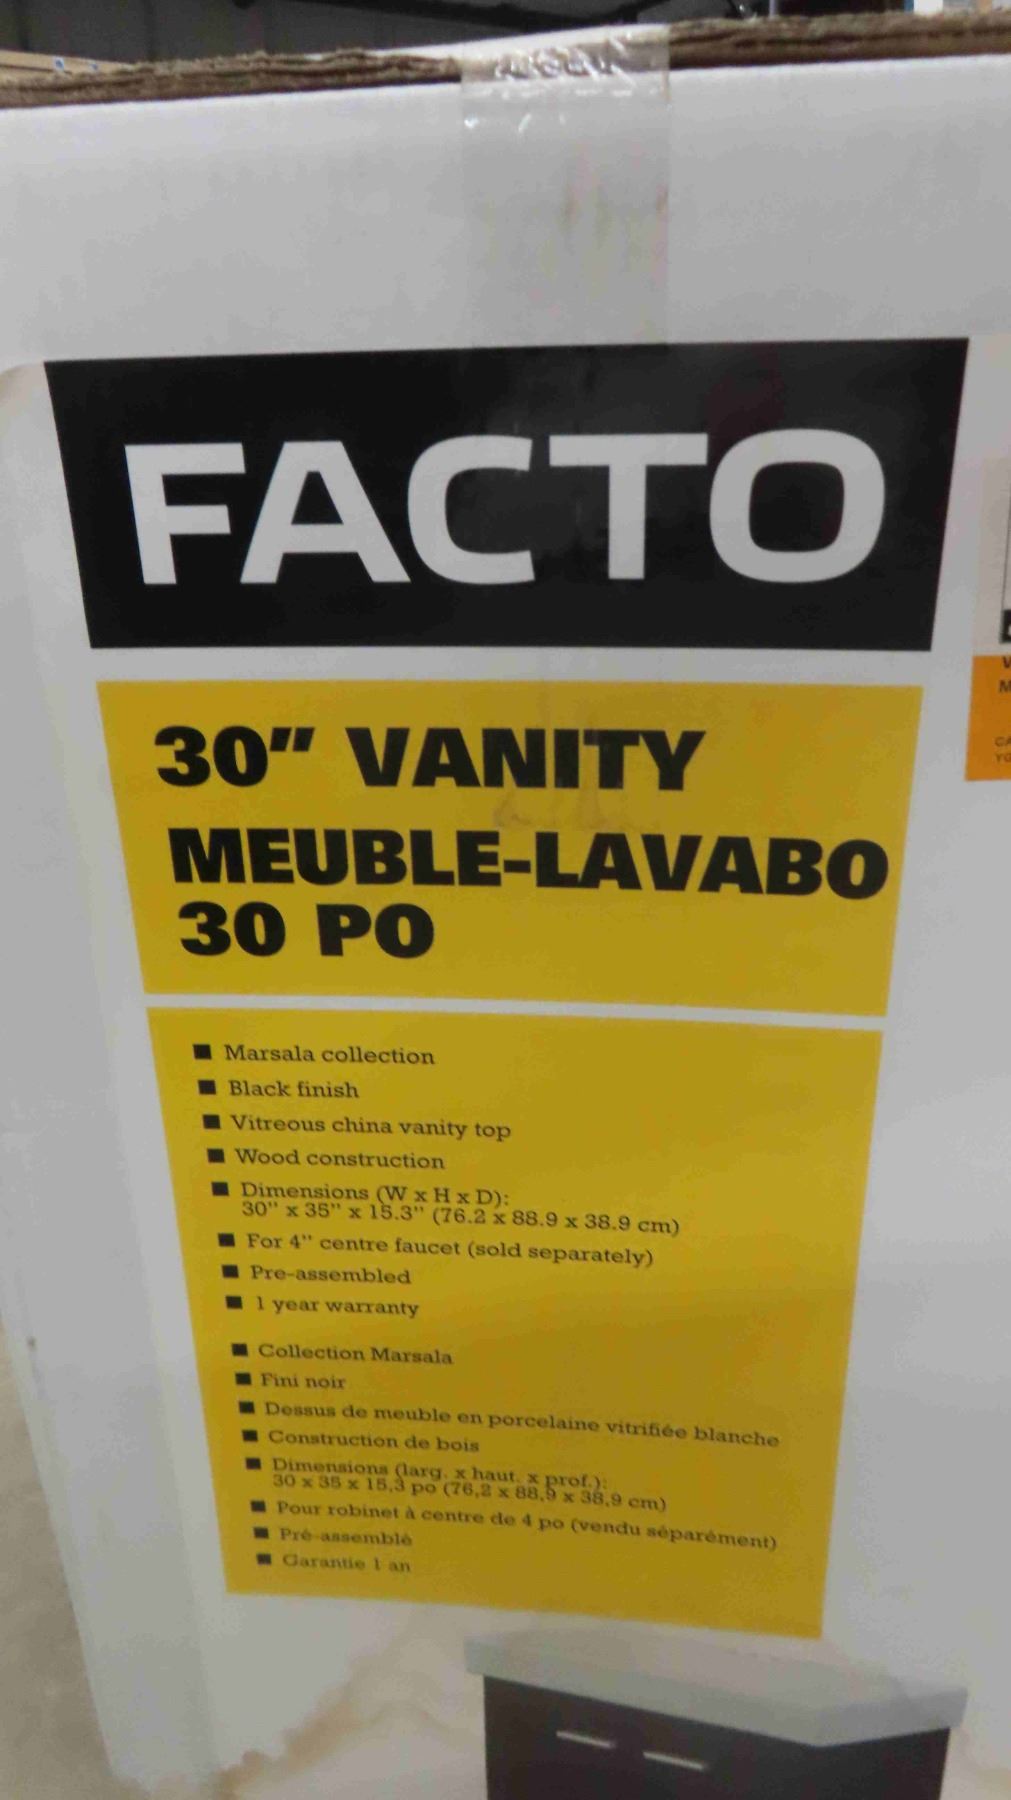 FACTO
30" VANITY
MEUBLE-LAVABO
30 PO
■ Marsala collection
■ Black finish
■ Vitreous china vanity top
■ Wood construction
■ Dimensions (W x H x D):
30" x 35" x 15.3" (76.2 x 88.9 x 38.9 cm)
■ For 4" centre faucet (sold separately)
■ Pre-assembled
■ 1 year warranty
■ Collection Marsala
■ Fini noir
■ Dessus de meuble en porcelaine vitrifiée blanche
■ Construction de bois
■ Dimensions (larg. x haut. x prof.):
30 x 35 x 15,3 po (76,2 x 88,9 x 38,9 cm)
■ Pour robinet à centre de 4 po (vendu séparément)
■ Pré-assemblé
■ Garantie 1 an